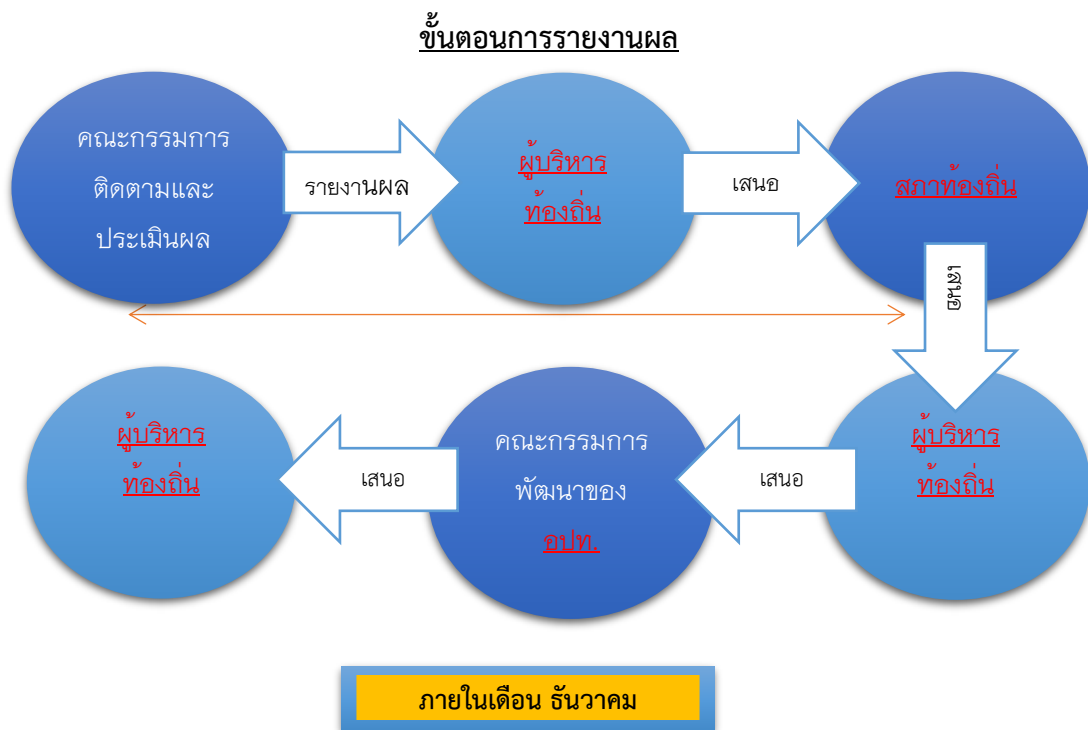 ขั้นตอนการรายงานผล
คณะกรรมการ
ติดตามและ
ประเมินผล
รายงานผล
ผู้บริหาร
ท้องถิ่น
เสนอ
สภาท้องถิ่น
เสนอ
ผู้บริหาร
ท้องถิ่น
เสนอ
คณะกรรมการ
พัฒนาของ
อปท.
เสนอ
ผู้บริหาร
ท้องถิ่น
ภายในเดือน ธันวาคม